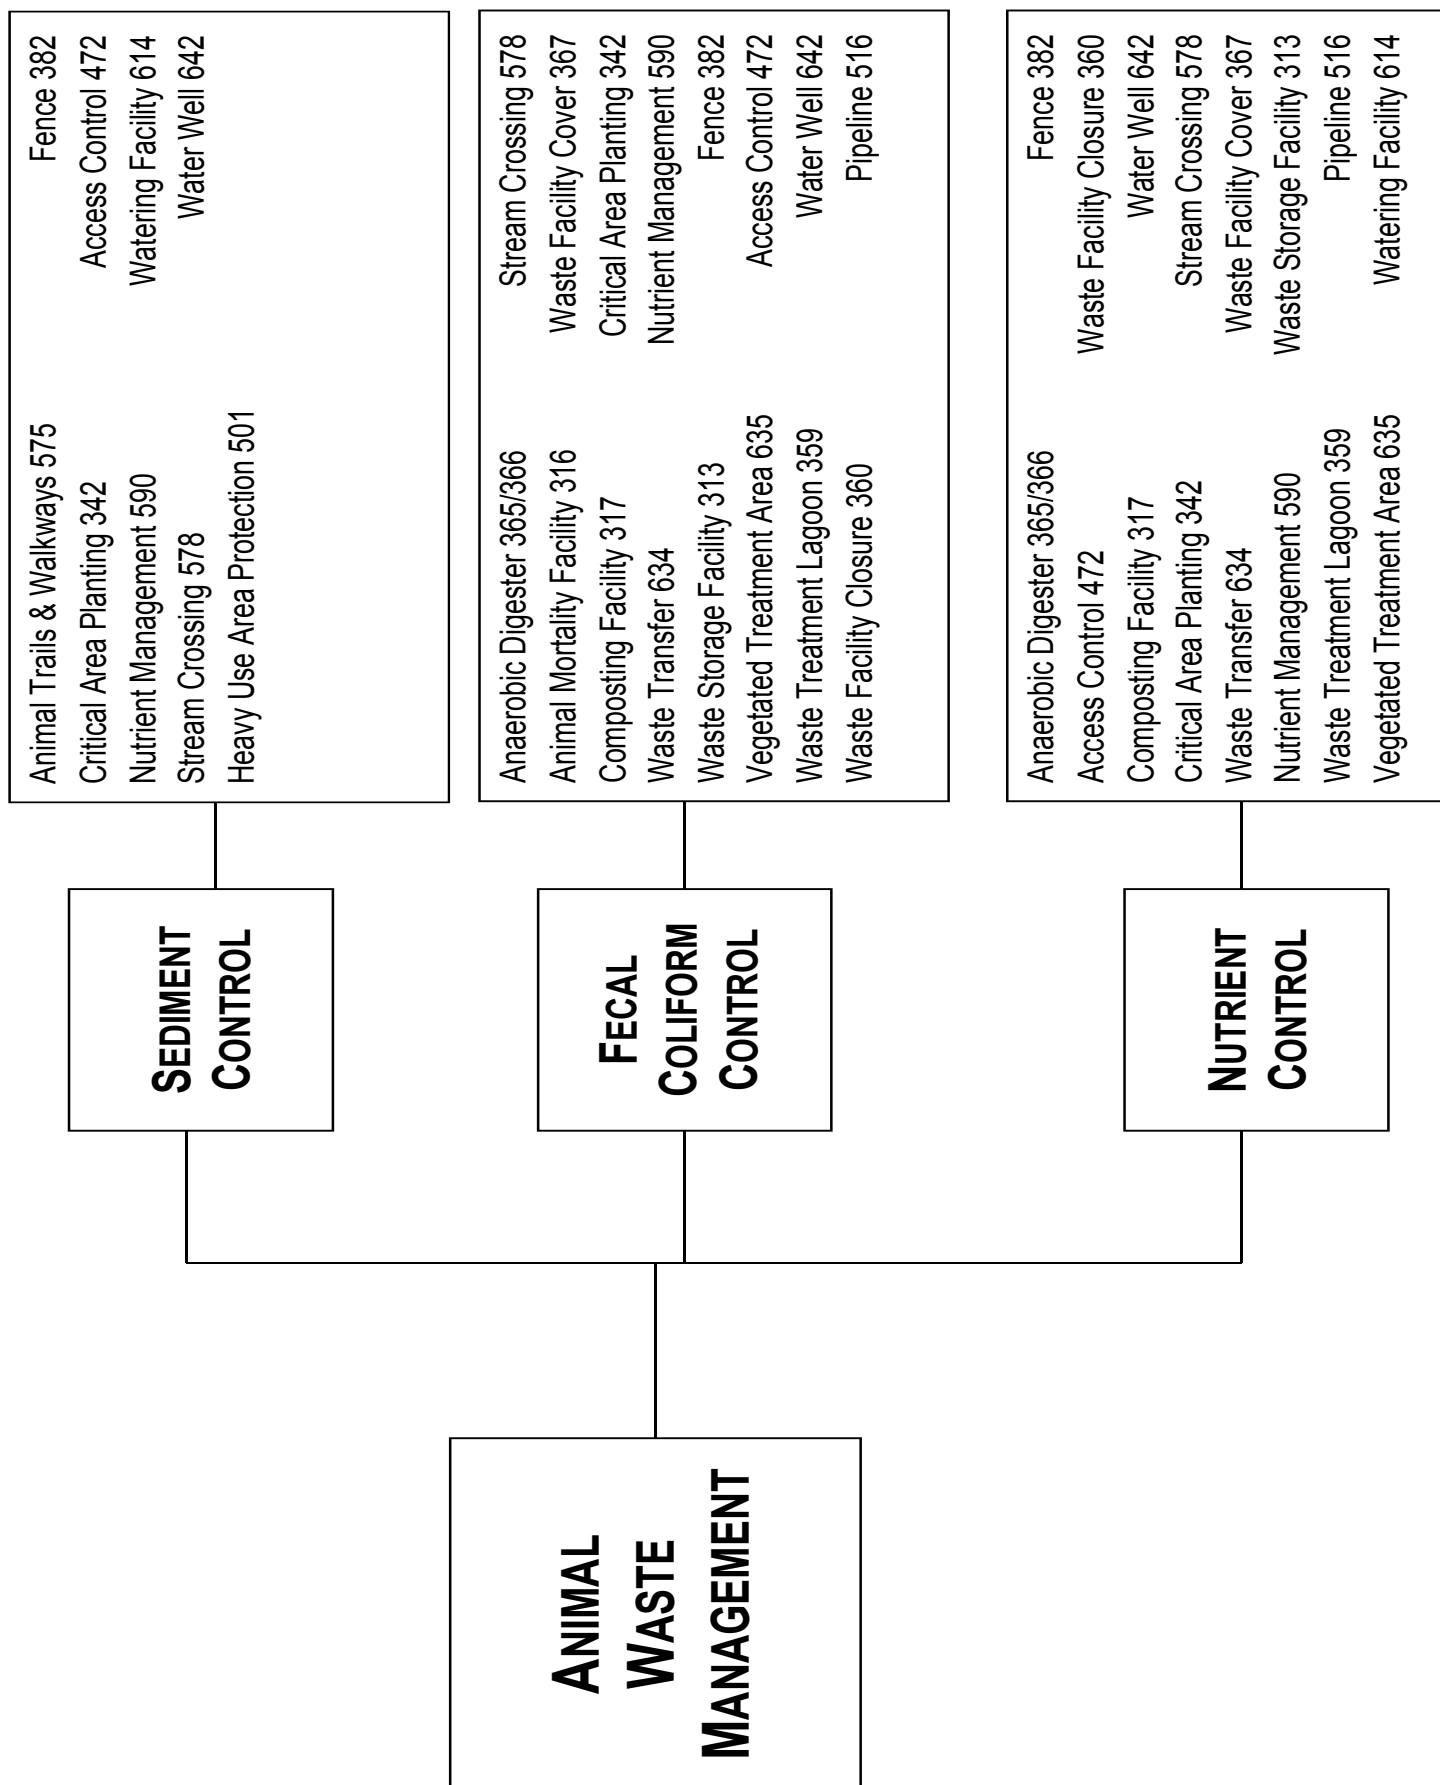 ANIMAL
WASTE
MANAGEMENT
SEDIMENT
CONTROL
Animal Trails & Walkways 575
Critical Area Planting 342
Nutrient Management 590
Stream Crossing 578
Heavy Use Area Protection 501
Fence 382
Access Control 472
Watering Facility 614
Water Well 642
FECAL
COLIFORM
CONTROL
Anaerobic Digester 365/366
Animal Mortality Facility 316
Composting Facility 317
Waste Transfer 634
Waste Storage Facility 313
Vegetated Treatment Area 635
Waste Treatment Lagoon 359
Waste Facility Closure 360
Stream Crossing 578
Waste Facility Cover 367
Critical Area Planting 342
Nutrient Management 590
Fence 382
Access Control 472
Water Well 642
Pipeline 516
NUTRIENT
CONTROL
Anaerobic Digester 365/366
Access Control 472
Composting Facility 317
Critical Area Planting 342
Waste Transfer 634
Nutrient Management 590
Waste Treatment Lagoon 359
Vegetated Treatment Area 635
Fence 382
Waste Facility Closure 360
Water Well 642
Stream Crossing 578
Waste Facility Cover 367
Waste Storage Facility 313
Pipeline 516
Watering Facility 614